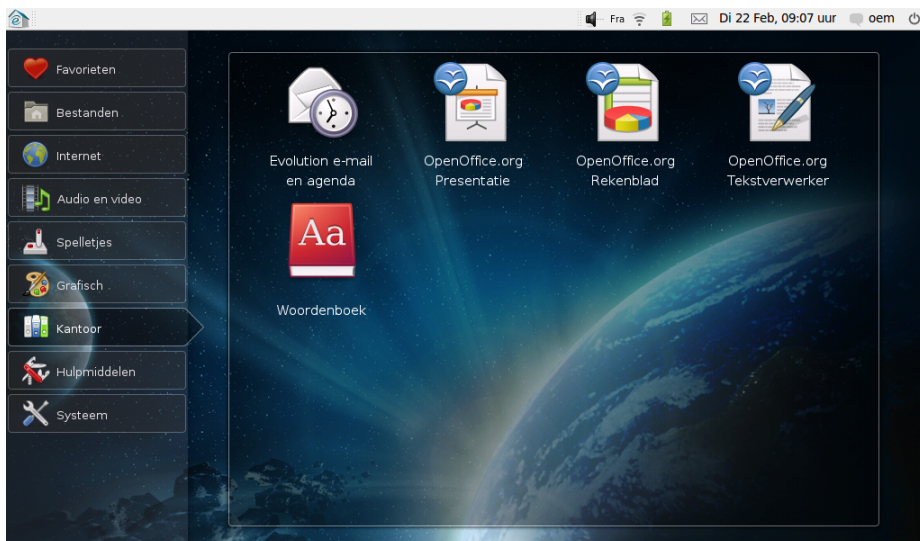 Fra
Di 22 Feb, 09:07 uur
oem
Favorieten
Bestanden
Internet
Audio en video
Spelletjes
Grafisch
Kantoor
Hulpmiddelen
Systeem
Evolution e-mail
en agenda
OpenOffice.org
Presentatie
OpenOffice.org
Rekenblad
OpenOffice.org
Tekstverwerker
Aa
Woordenboek